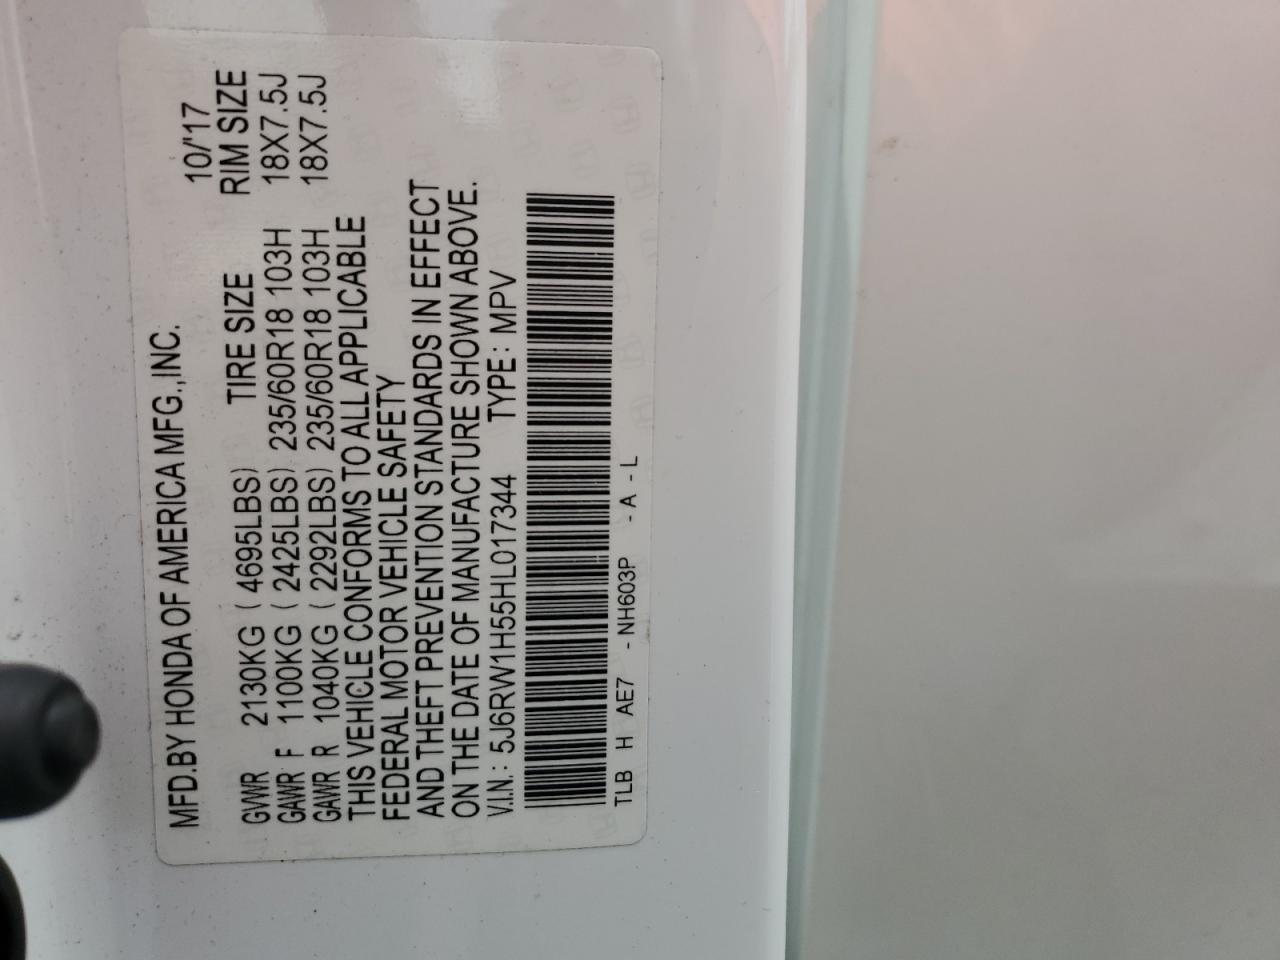 MFD.BY HONDA OF AMERICA MFG.,INC. 10/'17
TIRE SIZE RIM SIZE
GVWR 2130KG ( 4695LBS)
GAWR F 1100KG ( 2425LBS) 235/60R18 103H 18X7.5J
GAWR R 1040KG ( 2292LBS) 235/60R18 103H 18X7.5J
THIS VEHICLE CONFORMS TO ALL APPLICABLE
FEDERAL MOTOR VEHICLE SAFETY
AND THEFT PREVENTION STANDARDS IN EFFECT
ON THE DATE OF MANUFACTURE SHOWN ABOVE.
V.I.N.: 5J6RW1H55HL017344 TYPE: MPV
TLB H AE7 - NH603P - A - L